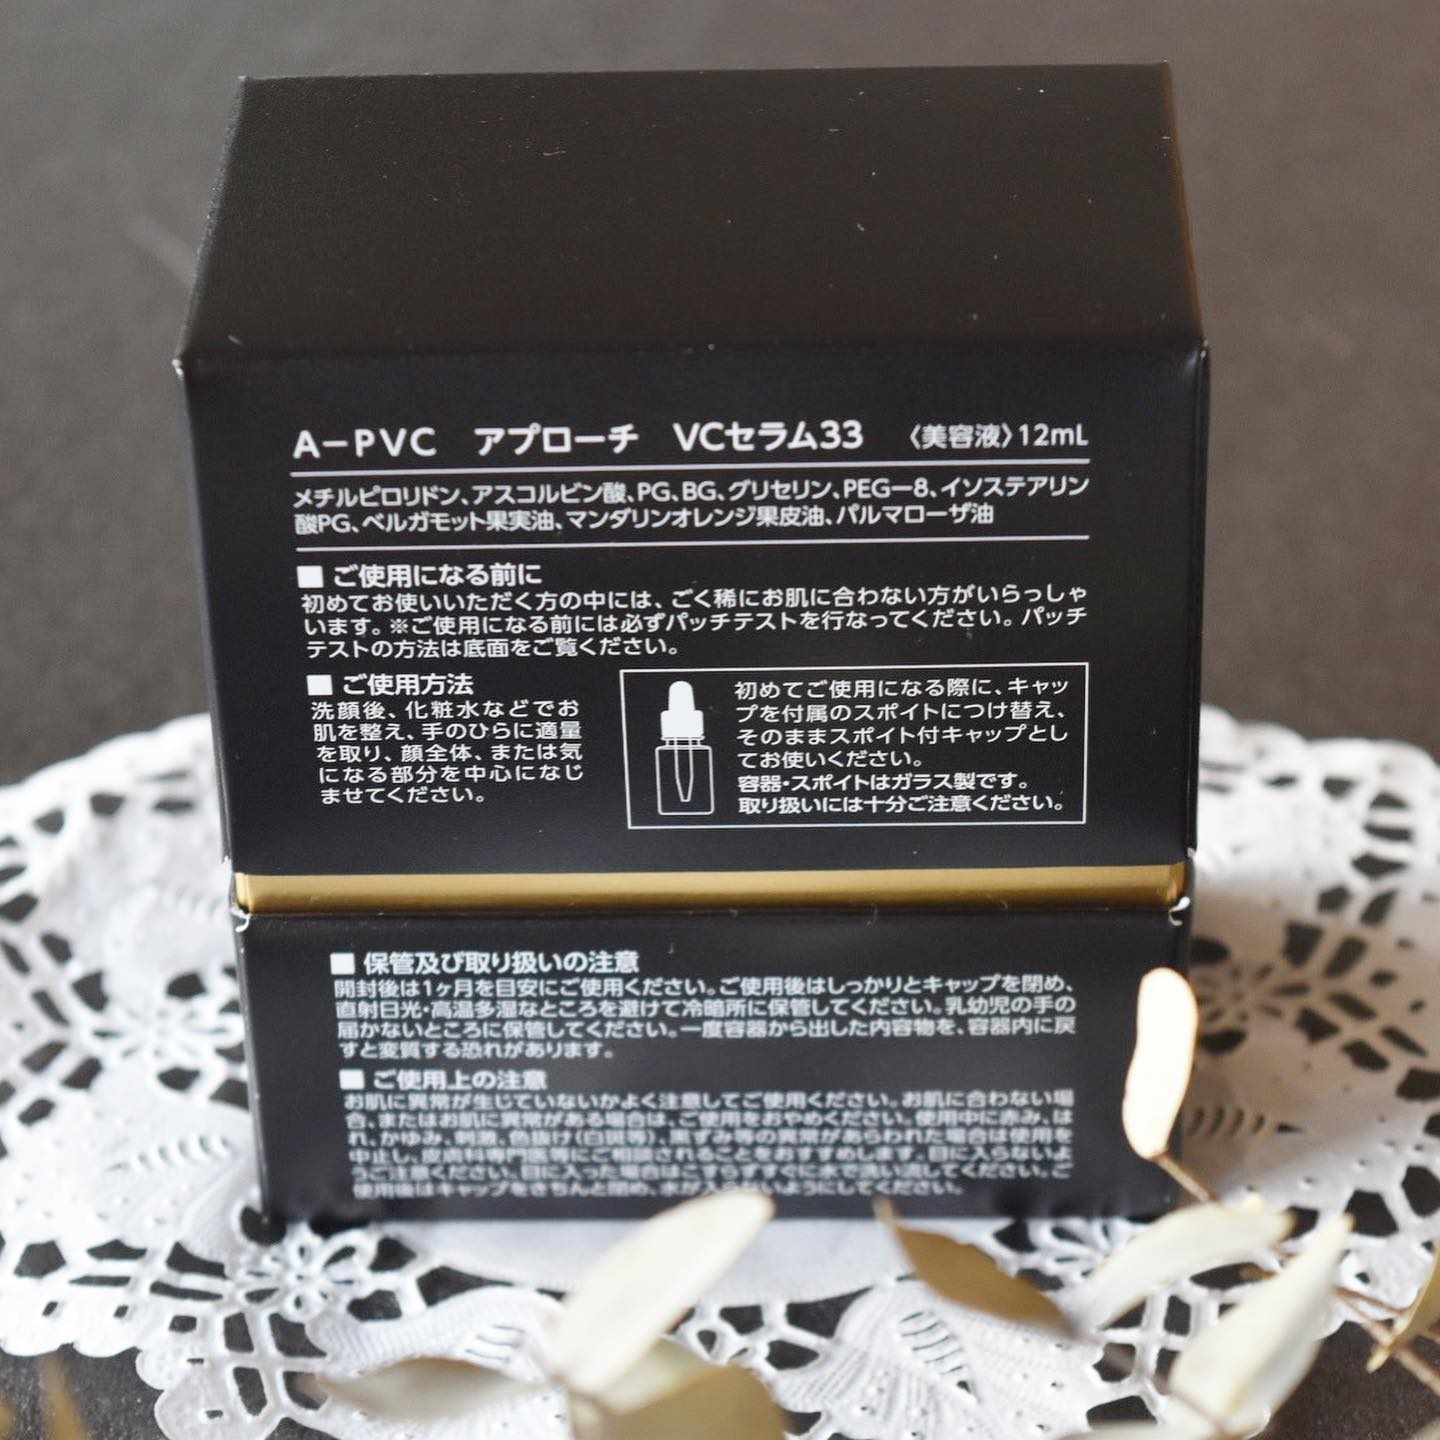 A-PVC アプローチ VCセラム33 〈美容液〉12mL
メチルピロリドン、アスコルビン酸、PG、BG、グリセリン、PEG-8、イソステアリン
酸PG、ベルガモット果実油、マンダリンオレンジ果皮油、パルマローザ油
■ ご使用になる前に
初めてお使いいただく方の中には、ごく稀にお肌に合わない方がいらっしゃ
います。※ご使用になる前には必ずパッチテストを行なってください。パッチ
テストの方法は底面をご覧ください。
■ ご使用方法
洗顔後、化粧水などでお
肌を整え、手のひらに適量
を取り、顔全体、または気
になる部分を中心になじ
ませてください。
初めてご使用になる際に、キャッ
プを付属のスポイトにつけ替え、
そのままスポイト付キャップとし
てお使いください。
容器・スポイトはガラス製です。
取り扱いには十分ご注意ください。
■ 保管及び取り扱いの注意
開封後は1ヶ月を目安にご使用ください。ご使用後はしっかりとキャップを閉め、
直射日光・高温多湿なところを避けて冷暗所に保管してください。乳幼児の手の
届かないところに保管してください。一度容器から出した内容物を、容器内に戻
すと変質する恐れがあります。
■ ご使用上の注意
お肌に異常が生じていないかよく注意してご使用ください。お肌に合わない場
合、またはお肌に異常がある場合は、ご使用をおやめください。使用中に赤み、は
れ、かゆみ、刺激、色抜け(白斑等)、黒ずみ等の異常があらわれた場合は使用を
中止し、皮膚科専門医等にご相談されることをおすすめします。目に入らないよ
うご注意ください。目に入った場合はこすらずすぐに水で洗い流してください。ご
使用後はキャップをきちんと閉め、水が入らないようにしてください。